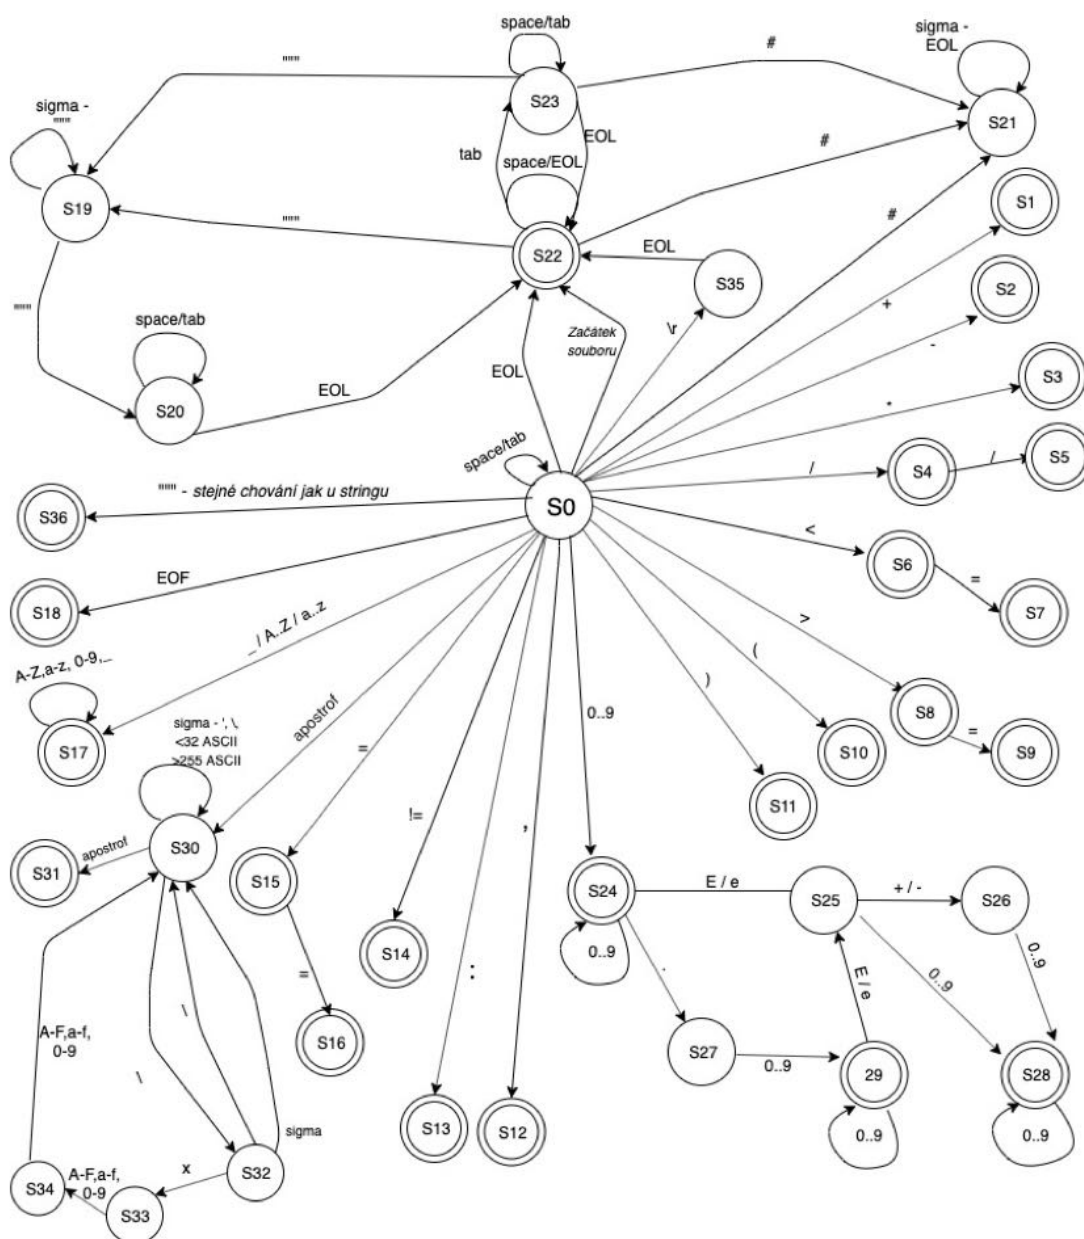 space/tab
#
sigma -
EOL
"""
S23
sigma -
"""
S21
EOL
tab
#
space/EOL
S1
S19
"""
#
EOL
S22
S35
S2
+
"""
space/tab
Začátek
souboru
\r
-
EOL
S3
EOL
*
S20
space/tab
/
S4
/
S5
""" - stejné chování jak u stringu
S0
S36
<
EOF
S6
=
S18
S7
_ / A..Z / a..z
>
(
A-Z,a-z, 0-9,_
)
apostrof
sigma - ', \,
<32 ASCII
>255 ASCII
0..9
S8
=
S17
=
S10
S9
S11
!=
,
apostrof
S30
S31
S15
S24
E / e
S25
+ / -
S26
S14
0..9
.
0..9
0..9
:
E / e
=
\
A-F,a-f,
0-9
S16
S27
0..9
29
S28
\
S13
S12
sigma
0..9
0..9
x
S32
A-F,a-f,
0-9
S34
S33